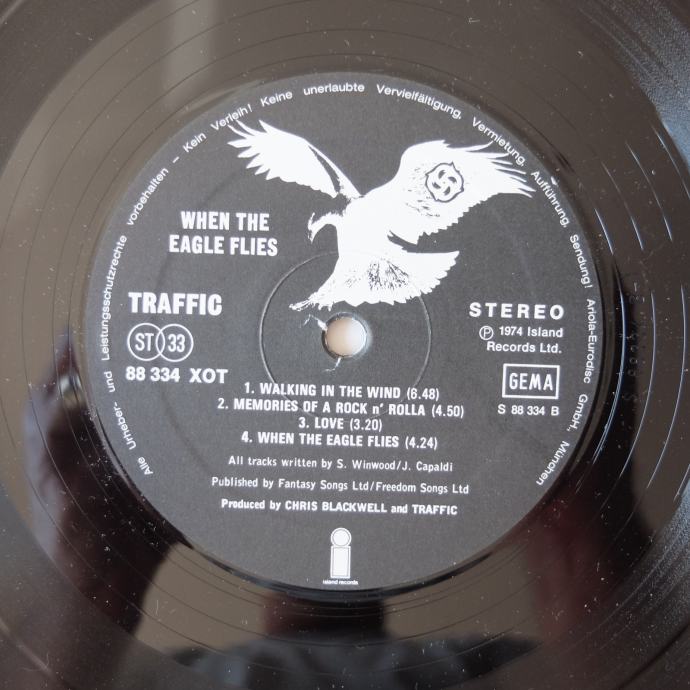 Alle Urheber- und Leistungsschutzrechte vorbehalten – Kein Verleih! Keine unerlaubte Vervielfältigung, Vermietung, Aufführung, Sendung! Ariola-Eurodisc GmbH, München
WHEN THE
EAGLE FLIES
TRAFFIC
ST 33
88 334 XOT
STEREO
Ⓟ 1974 Island
Records Ltd.
GEMA
S 88 334 B
1. WALKING IN THE WIND (6.48)
2. MEMORIES OF A ROCK n' ROLLA (4.50)
3. LOVE (3.20)
4. WHEN THE EAGLE FLIES (4.24)
All tracks written by S. Winwood/J. Capaldi
Published by Fantasy Songs Ltd/Freedom Songs Ltd
Produced by CHRIS BLACKWELL and TRAFFIC
i
island records